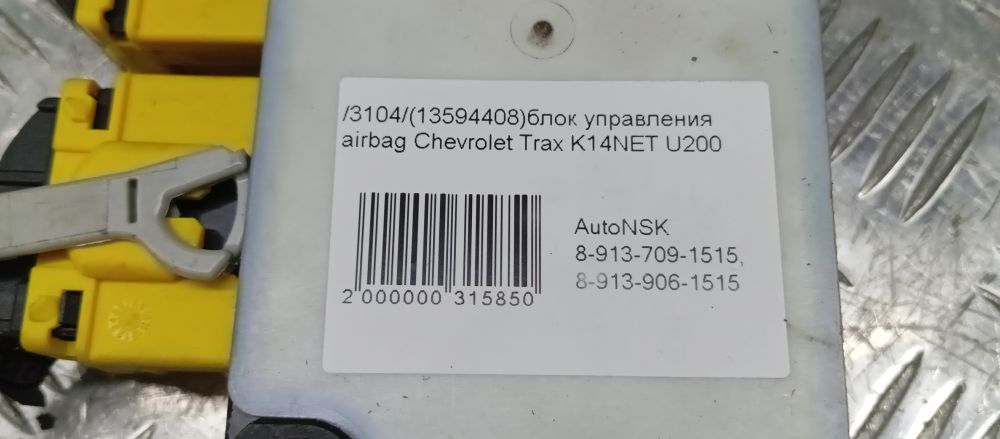 /3104/(13594408)блок управления
airbag Chevrolet Trax K14NET U200
AutoNSK
8-913-709-1515,
8-913-906-1515
2 000000 315850